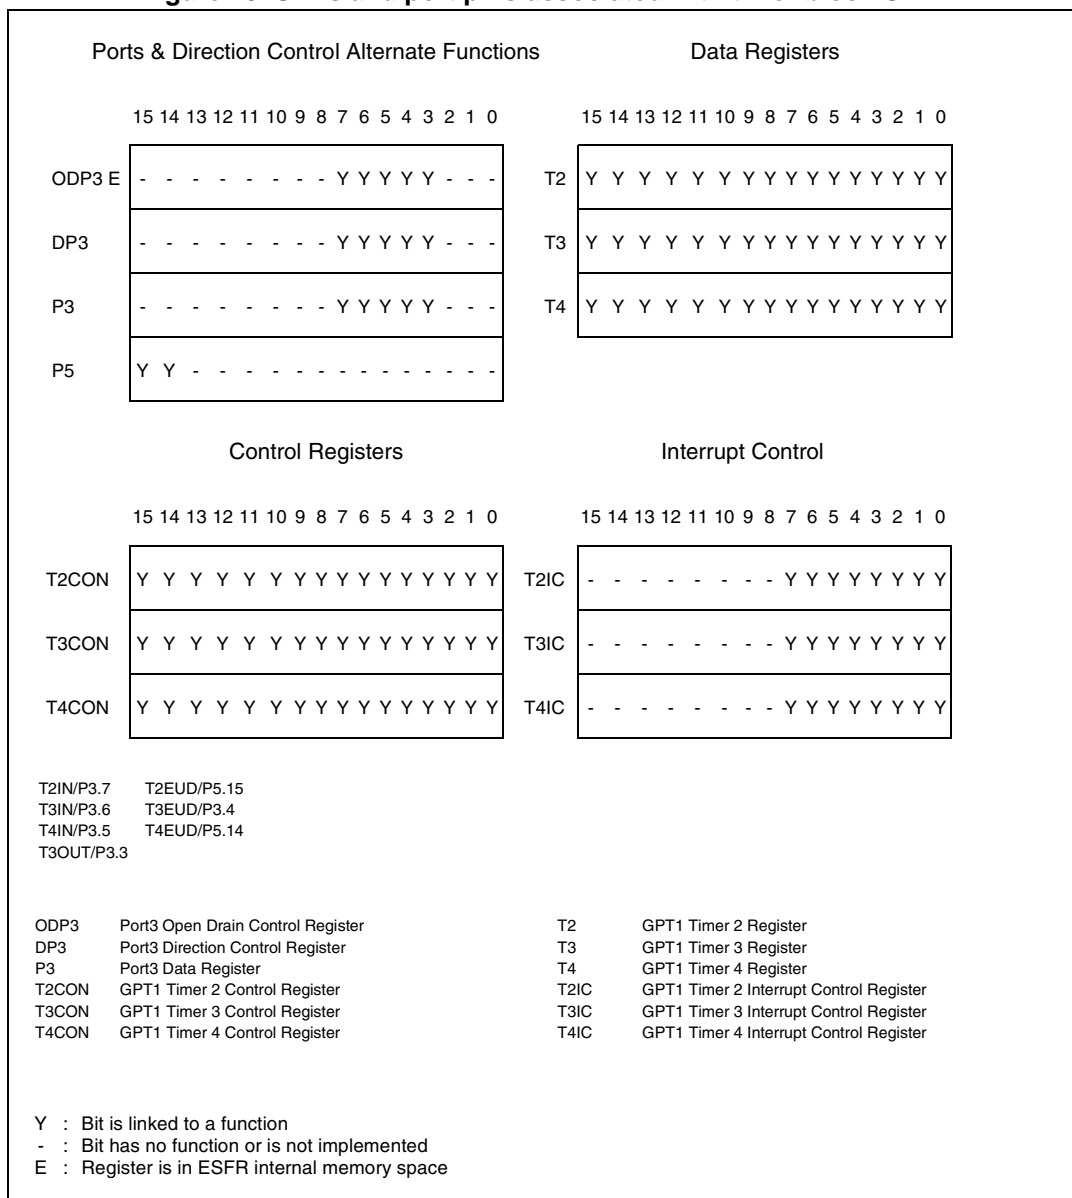 and port pins associated with
Ports & Direction Control Alternate Functions
Data Registers
15 14 13 12 11 10 9 8 7 6 5 4 3 2 1 0
15 14 13 12 11 10 9 8 7 6 5 4 3 2 1 0
ODP3 E - - - - - - - - Y Y Y Y Y - - -
T2 Y Y Y Y Y Y Y Y Y Y Y Y Y Y Y Y
DP3 - - - - - - - - Y Y Y Y Y - - -
T3 Y Y Y Y Y Y Y Y Y Y Y Y Y Y Y Y
P3 - - - - - - - - Y Y Y Y Y - - -
T4 Y Y Y Y Y Y Y Y Y Y Y Y Y Y Y Y
P5 Y Y - - - - - - - - - - - - - -
Control Registers
Interrupt Control
15 14 13 12 11 10 9 8 7 6 5 4 3 2 1 0
15 14 13 12 11 10 9 8 7 6 5 4 3 2 1 0
T2CON Y Y Y Y Y Y Y Y Y Y Y Y Y Y Y Y
T2IC - - - - - - - - Y Y Y Y Y Y Y Y
T3CON Y Y Y Y Y Y Y Y Y Y Y Y Y Y Y Y
T3IC - - - - - - - - Y Y Y Y Y Y Y Y
T4CON Y Y Y Y Y Y Y Y Y Y Y Y Y Y Y Y
T4IC - - - - - - - - Y Y Y Y Y Y Y Y
T2IN/P3.7 T2EUD/P5.15
T3IN/P3.6 T3EUD/P3.4
T4IN/P3.5 T4EUD/P5.14
T3OUT/P3.3
ODP3 Port3 Open Drain Control Register
DP3 Port3 Direction Control Register
P3 Port3 Data Register
T2CON GPT1 Timer 2 Control Register
T3CON GPT1 Timer 3 Control Register
T4CON GPT1 Timer 4 Control Register
T2 GPT1 Timer 2 Register
T3 GPT1 Timer 3 Register
T4 GPT1 Timer 4 Register
T2IC GPT1 Timer 2 Interrupt Control Register
T3IC GPT1 Timer 3 Interrupt Control Register
T4IC GPT1 Timer 4 Interrupt Control Register
Y : Bit is linked to a function
- : Bit has no function or is not implemented
E : Register is in ESFR internal memory space